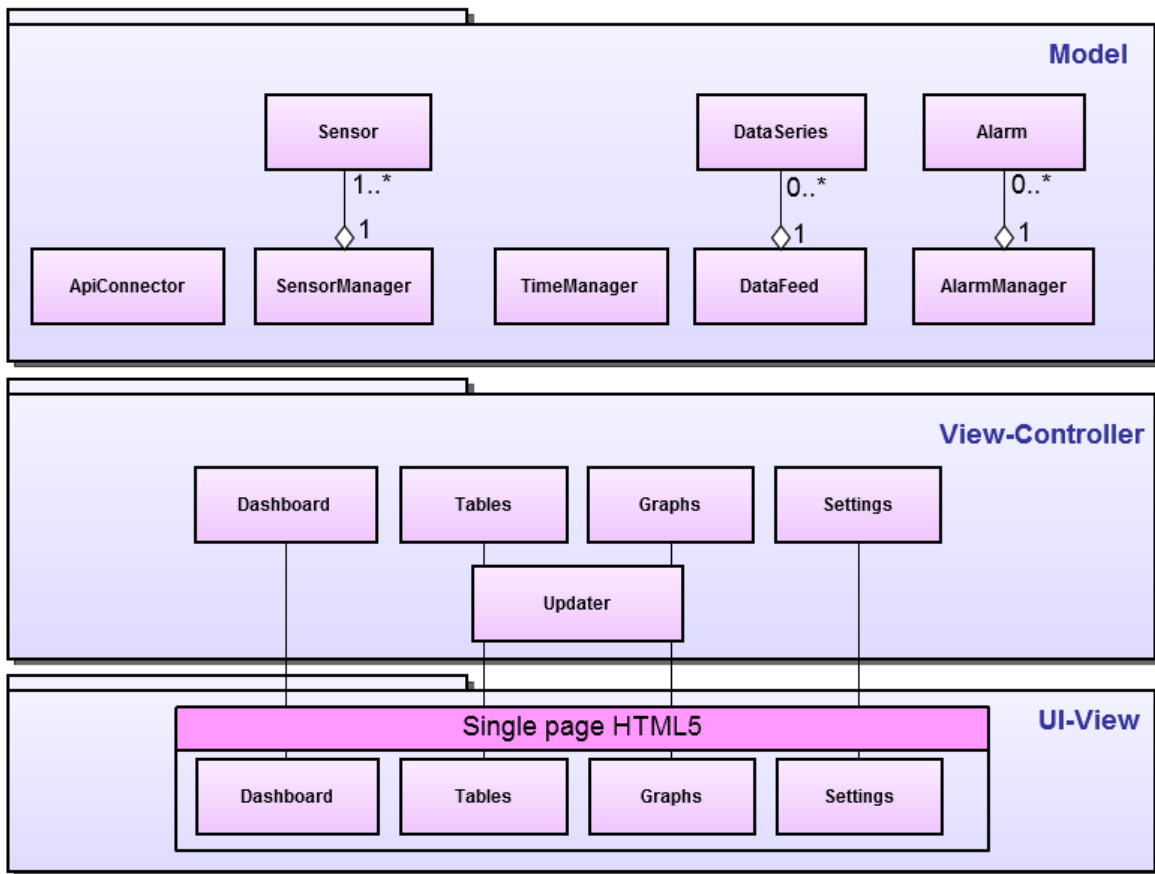 Model
Sensor
DataSeries
Alarm
1..*
0..*
0..*
1
1
1
ApiConnector
SensorManager
TimeManager
DataFeed
AlarmManager
View-Controller
Dashboard
Tables
Graphs
Settings
Updater
UI-View
Single page HTML5
Dashboard
Tables
Graphs
Settings